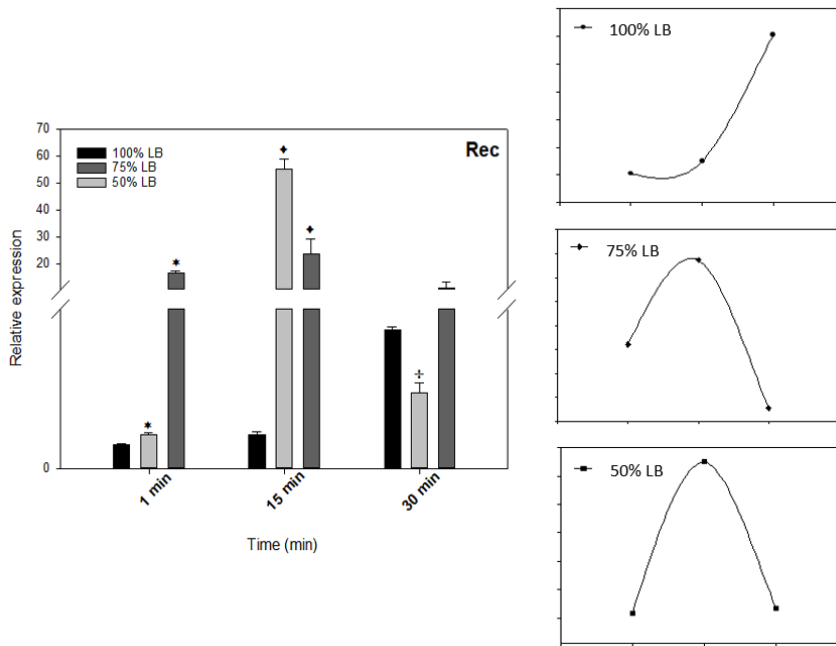 70
60
50
40
30
20
0
Relative expression
100% LB
75% LB
50% LB
Rec
*
*
✦
✦
÷
1 min
15 min
30 min
Time (min)
100% LB
75% LB
50% LB